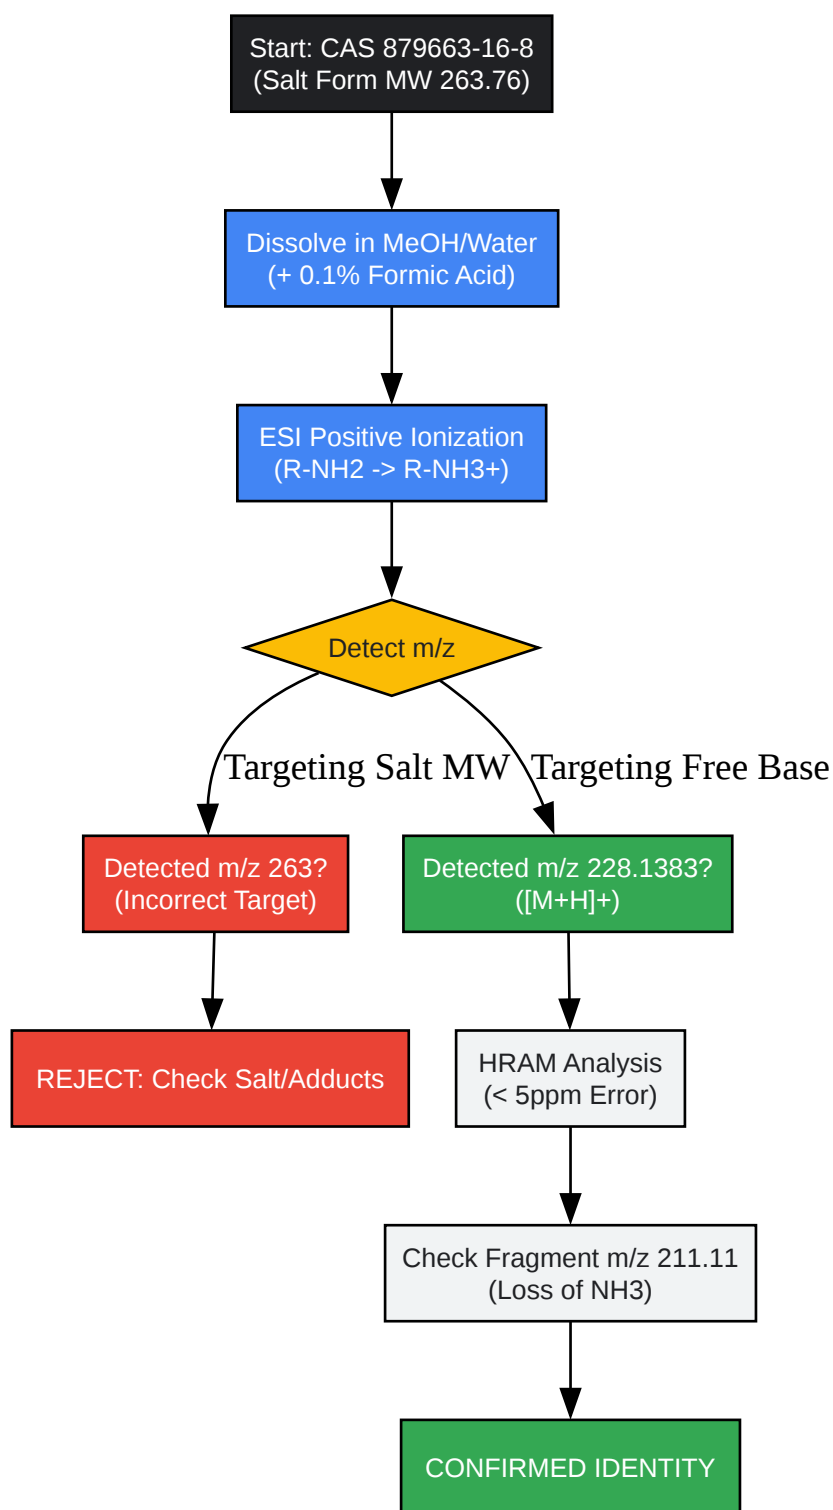 Start: CAS 879663-16-8
(Salt Form MW 263.76)
Dissolve in MeOH/Water
(+ 0.1% Formic Acid)
ESI Positive Ionization
(R-NH2 -> R-NH3+)
Detect m/z
Targeting Salt MW
Targeting Free Base
Detected m/z 263?
(Incorrect Target)
Detected m/z 228.1383?
([M+H]+)
REJECT: Check Salt/Adducts
HRAM Analysis
(< 5ppm Error)
Check Fragment m/z 211.11
(Loss of NH3)
CONFIRMED IDENTITY